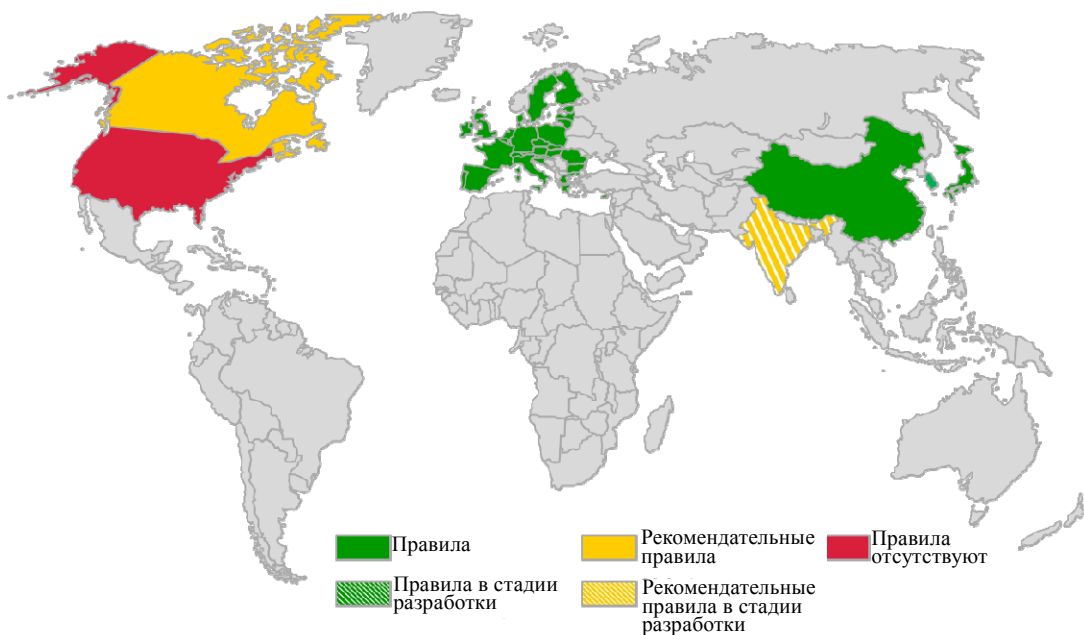 Правила
Рекомендательные
правила
Правила
отсутствуют
Правила в стадии
разработки
Рекомендательные
правила в стадии
разработки